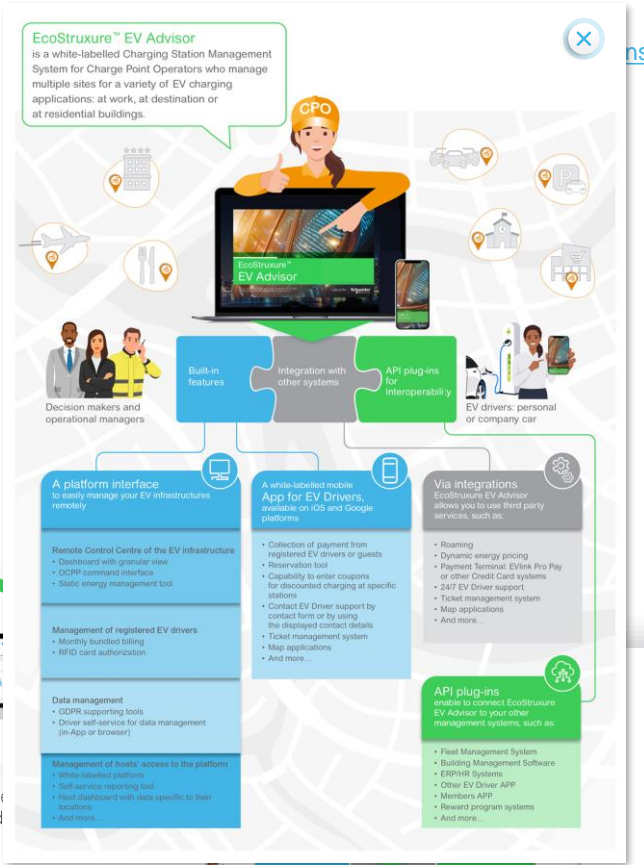 EcoStruxure™ EV Advisor
is a white-labelled Charging Station Management
System for Charge Point Operators who manage
multiple sites for a variety of EV charging
applications: at work, at destination or
at residential buildings.
ns
CPO
EcoStruxure™
EV Advisor
Schneider
Built-in
features
Integration with
other systems
API plug-ins
for
interoperability
Decision makers and
operational managers
EV drivers: personal
or company car
A platform interface
to easily manage your EV infrastructures
remotely
Remote Control Centre of the EV infrastructure
• Dashboard with granular view
• OCPP command interface
• Static energy management tool
Management of registered EV drivers
• Monthly bundled billing
• RFID card authorization
Data management
• GDPR supporting tools
• Driver self-service for data management
(in-App or browser)
Management of hosts' access to the platform
• White-labelled platform
• Self-service reporting tool
• Host dashboard with data specific to their
locations
• And more...
A white-labelled mobile
App for EV Drivers,
available on iOS and Google
platforms
• Collection of payment from
registered EV drivers or guests
• Reservation tool
• Capability to enter coupons
for discounted charging at specific
stations
• Contact EV Driver support by
contact form or by using
the displayed contact details
• Ticket management system
• Map applications
• And more...
Via integrations
EcoStruxure EV Advisor
allows you to use third party
services, such as:
• Roaming
• Dynamic energy pricing
• Payment Terminal: EVlink Pro Pay
or other Credit Card systems
• 24/7 EV Driver support
• Ticket management system
• Map applications
• And more...
API plug-ins
enable to connect EcoStruxure
EV Advisor to your other
management systems, such as:
• Fleet Management System
• Building Management Software
• ERP/HR Systems
• Other EV Driver APP
• Members APP
• Reward program systems
• And more...